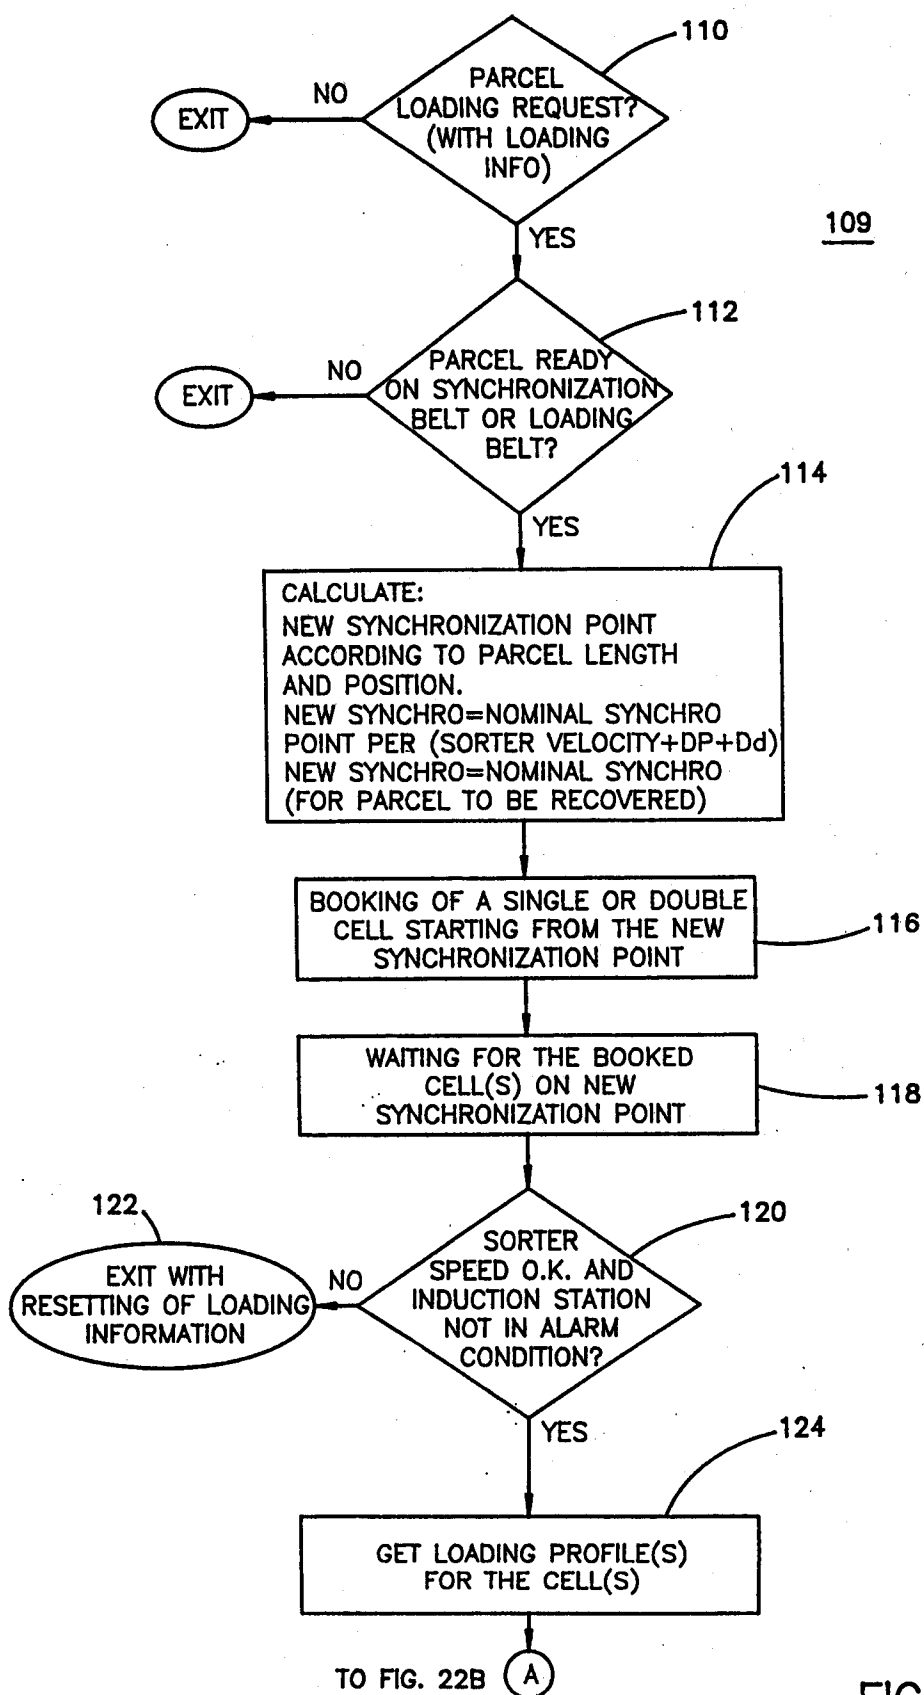 110
PARCEL
LOADING REQUEST?
(WITH LOADING
INFO)
NO
EXIT
109
YES
112
PARCEL READY
ON SYNCHRONIZATION
BELT OR LOADING
BELT?
NO
EXIT
YES
114
CALCULATE:
NEW SYNCHRONIZATION POINT
ACCORDING TO PARCEL LENGTH
AND POSITION.
NEW SYNCHRO=NOMINAL SYNCHRO
POINT PER (SORTER VELOCITY+DP+Dd)
NEW SYNCHRO=NOMINAL SYNCHRO
(FOR PARCEL TO BE RECOVERED)
BOOKING OF A SINGLE OR DOUBLE
CELL STARTING FROM THE NEW
SYNCHRONIZATION POINT
116
WAITING FOR THE BOOKED
CELL(S) ON NEW
SYNCHRONIZATION POINT
118
120
SORTER
SPEED O.K. AND
INDUCTION STATION
NOT IN ALARM
CONDITION?
NO
122
EXIT WITH
RESETTING OF LOADING
INFORMATION
YES
124
GET LOADING PROFILE(S)
FOR THE CELL(S)
TO FIG. 22B
A